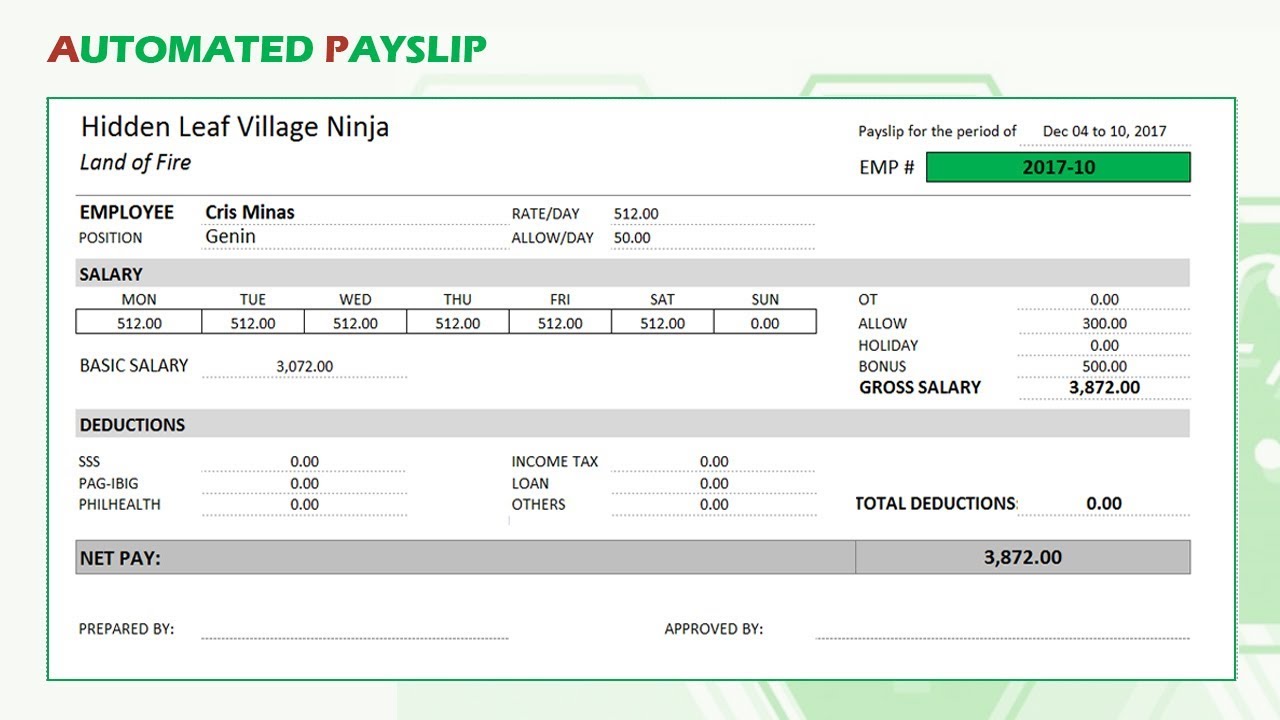 AUTOMATED PAYSLIP
Hidden Leaf Village Ninja
Land of Fire
Payslip for the period of Dec 04 to 10, 2017
EMP # 2017-10
EMPLOYEE Cris Minas RATE/DAY 512.00
POSITION Genin ALLOW/DAY 50.00
SALARY
MON TUE WED THU FRI SAT SUN OT 0.00
512.00 512.00 512.00 512.00 512.00 512.00 0.00 ALLOW 300.00
HOLIDAY 0.00
BASIC SALARY 3,072.00 BONUS 500.00
GROSS SALARY 3,872.00
DEDUCTIONS
SSS 0.00 INCOME TAX 0.00
PAG-IBIG 0.00 LOAN 0.00
PHILHEALTH 0.00 OTHERS 0.00 TOTAL DEDUCTIONS: 0.00
NET PAY: 3,872.00
PREPARED BY: APPROVED BY: